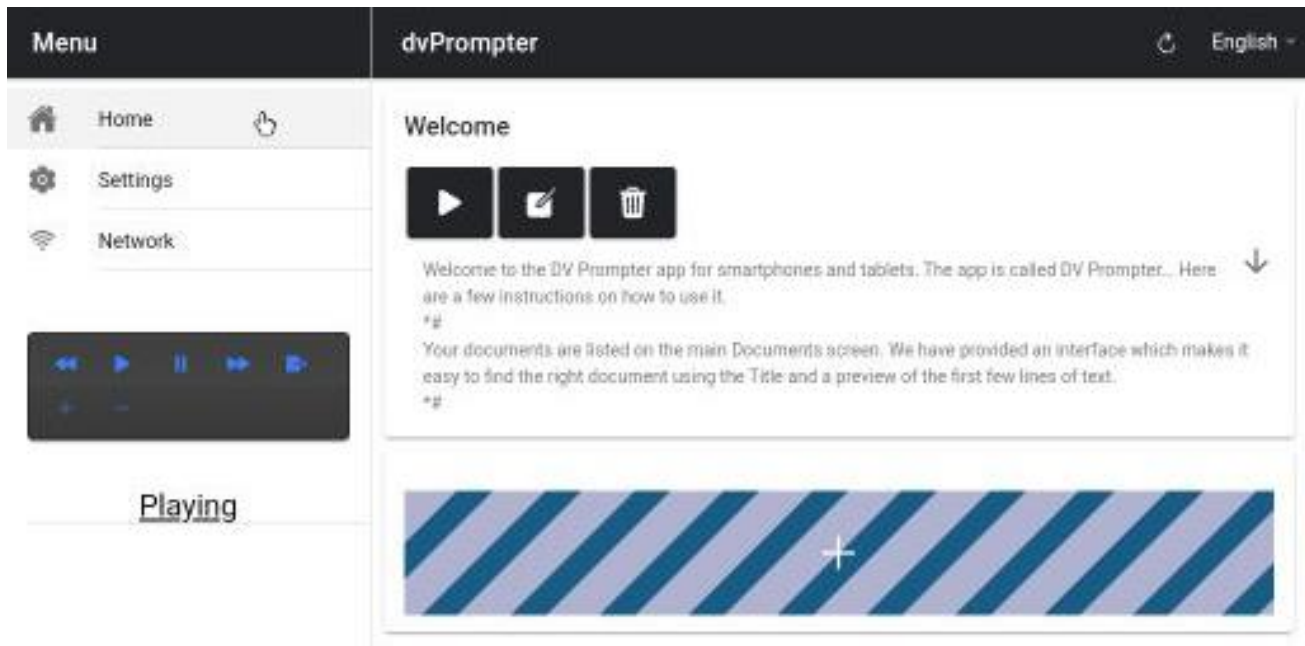 Menu
dvPrompter
English
Home
Settings
Network
Playing
Welcome
Welcome to the DV Prompter app for smartphones and tablets. The app is called DV Prompter... Here
are a few instructions on how to use it.
*#
Your documents are listed on the main Documents screen. We have provided an interface which makes it
easy to find the right document using the Title and a preview of the first few lines of text.
*#